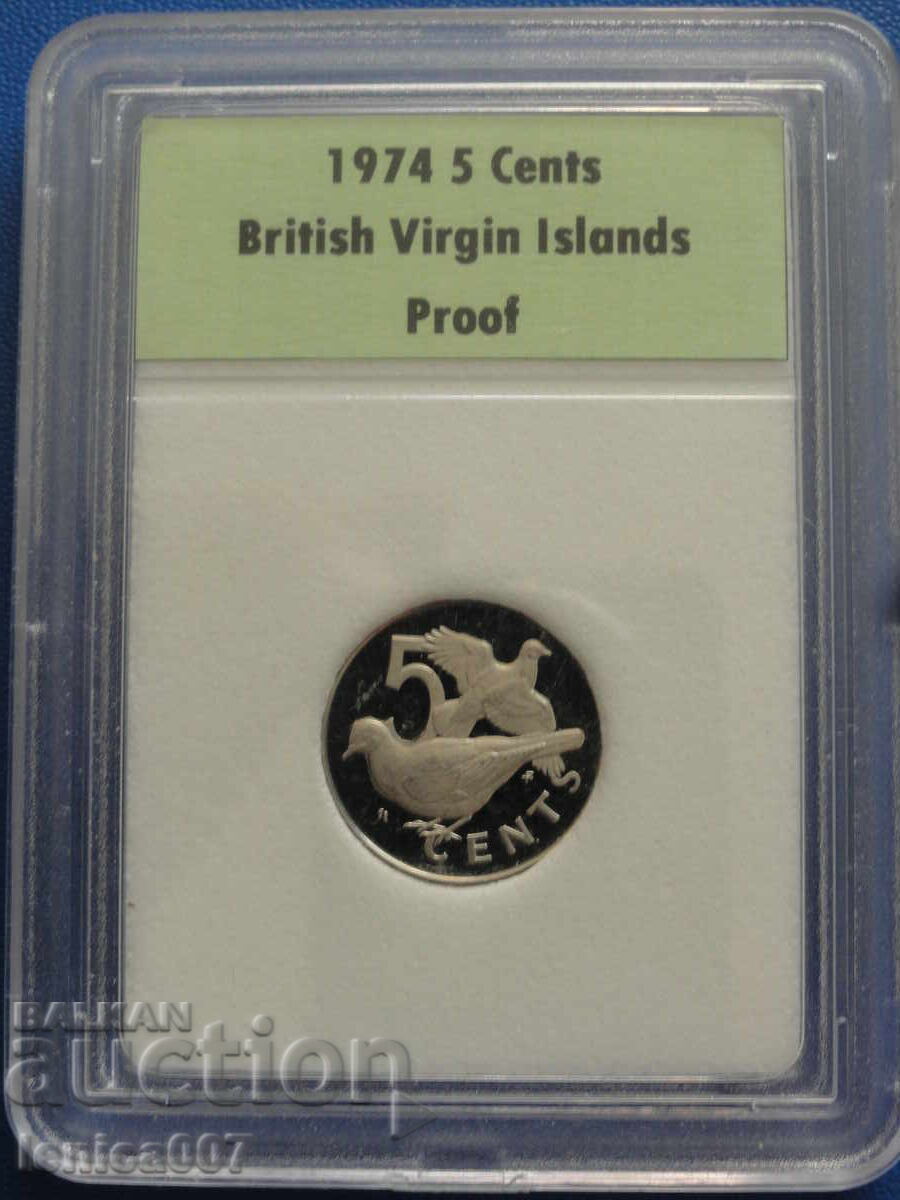 1974 5 Cents
British Virgin Islands
Proof
5
CENTS
BALKAN
auction
lenica007